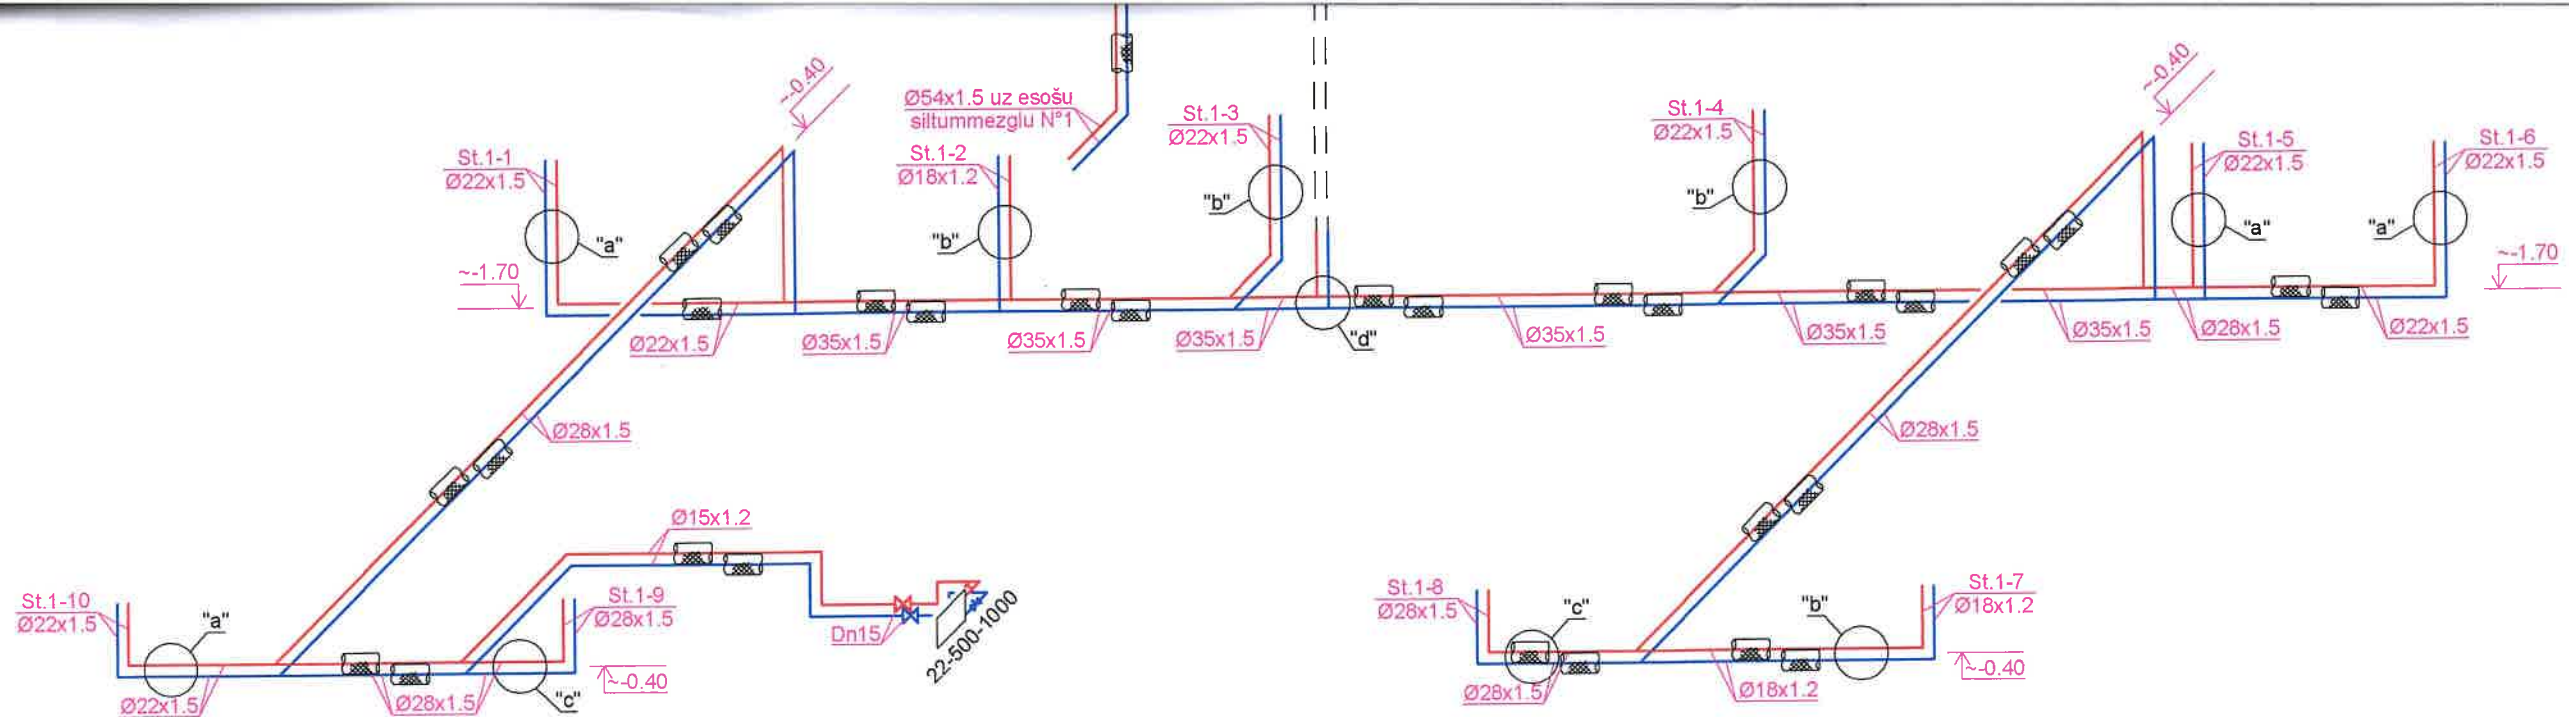 ~-0.40
~-0.40
Ø54x1.5 uz esošu
siltummezglu N°1
St.1-3
Ø22x1.5
St.1-4
Ø22x1.5
St.1-1
Ø22x1.5
St.1-2
Ø18x1.2
St.1-5
Ø22x1.5
St.1-6
Ø22x1.5
"a"
"b"
"b"
"b"
"a"
"a"
~-1.70
~-1.70
Ø22x1.5
Ø35x1.5
Ø35x1.5
Ø35x1.5
"d"
Ø35x1.5
Ø35x1.5
Ø35x1.5
Ø28x1.5
Ø22x1.5
Ø28x1.5
Ø28x1.5
Ø15x1.2
St.1-10
Ø22x1.5
"a"
St.1-9
Ø28x1.5
Dn15
22-500-1000
St.1-8
Ø28x1.5
"c"
"b"
St.1-7
Ø18x1.2
Ø22x1.5
Ø28x1.5
"c"
~-0.40
Ø28x1.5
Ø18x1.2
~-0.40